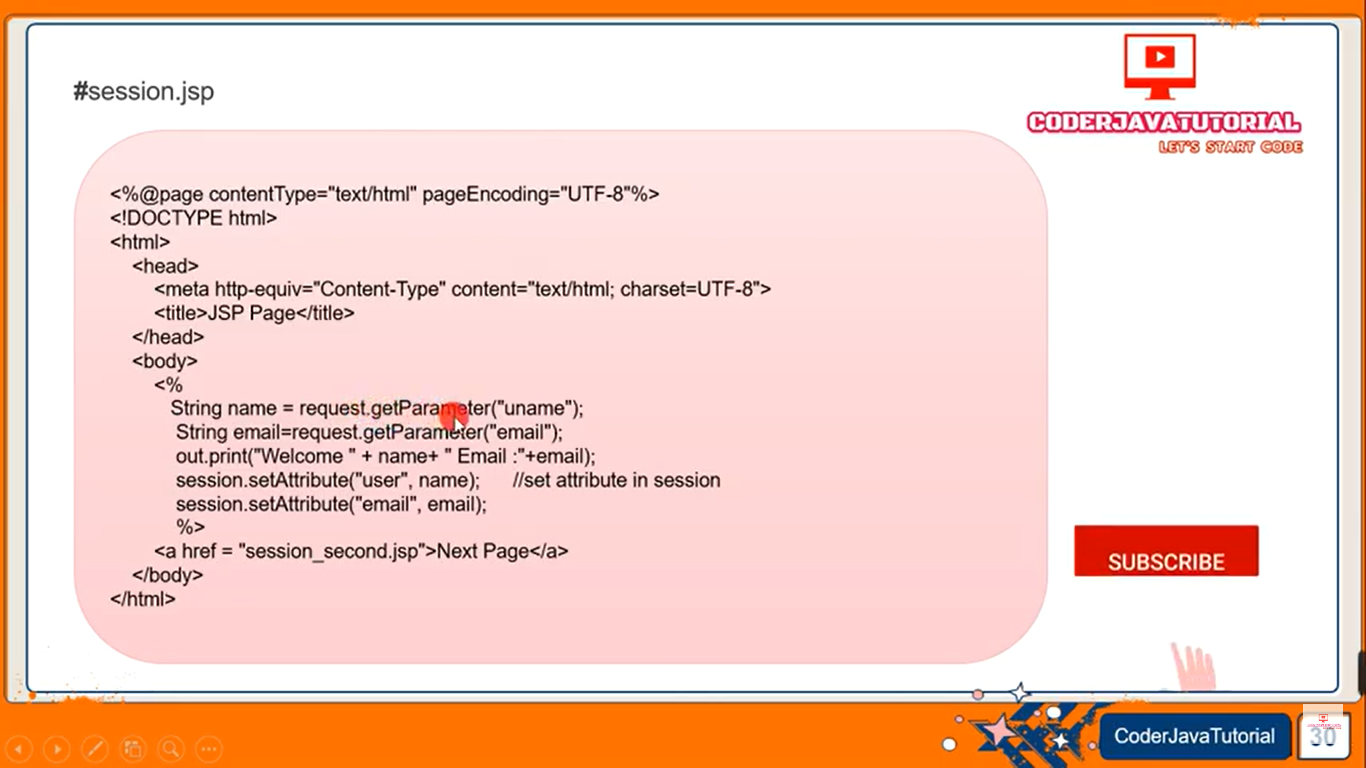 #session.jsp
CODERJAVATUTORIAL
LET'S START CODE
<%@page contentType="text/html" pageEncoding="UTF-8"%>
<!DOCTYPE html>
<html>
<head>
<meta http-equiv="Content-Type" content="text/html; charset=UTF-8">
<title>JSP Page</title>
</head>
<body>
<%
String name = request.getParameter("uname");
String email=request.getParameter("email");
out.print("Welcome " + name+ " Email :"+email);
session.setAttribute("user", name); //set attribute in session
session.setAttribute("email", email);
%>
<a href = "session_second.jsp">Next Page</a>
</body>
</html>
SUBSCRIBE
CoderJavaTutorial
30